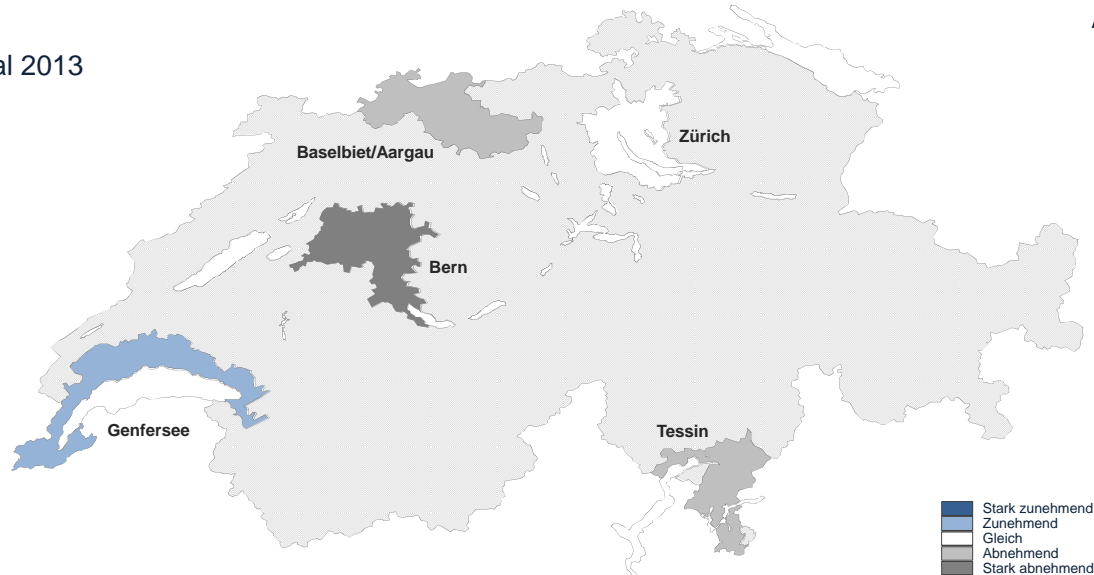 al 2013
Zürich
Baselbiet/Aargau
Bern
Genfersee
Tessin
Stark zunehmend
Zunehmend
Gleich
Abnehmend
Stark abnehmend